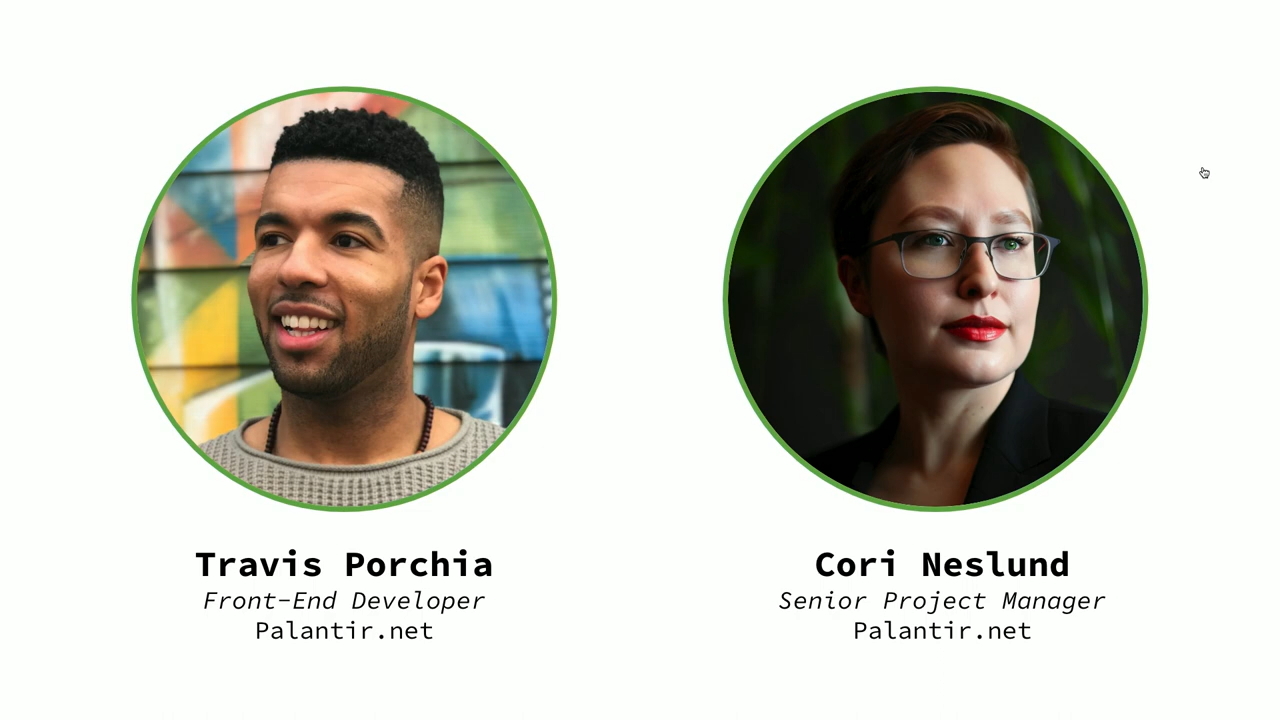 Travis Porchia
Front-End Developer
Palantir.net
Cori Neslund
Senior Project Manager
Palantir.net